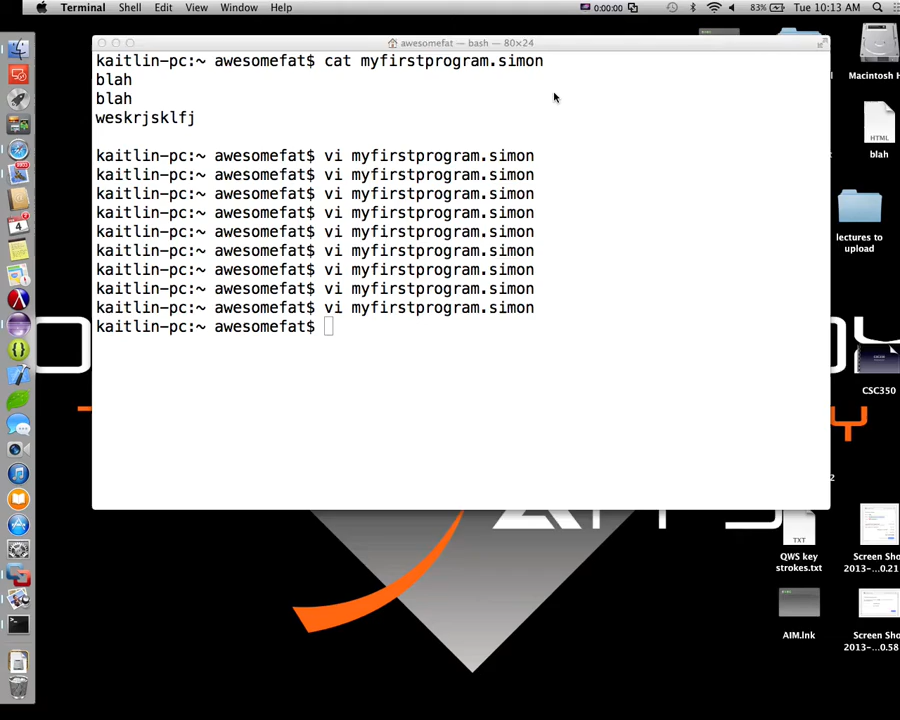 Terminal Shell Edit View Window Help 0:00:00 83% Tue 10:13 AM
awesomefat — bash — 80×24
kaitlin-pc:~ awesomefat$ cat myfirstprogram.simon
blah
blah
weskrjsklfj
kaitlin-pc:~ awesomefat$ vi myfirstprogram.simon
kaitlin-pc:~ awesomefat$ vi myfirstprogram.simon
kaitlin-pc:~ awesomefat$ vi myfirstprogram.simon
kaitlin-pc:~ awesomefat$ vi myfirstprogram.simon
kaitlin-pc:~ awesomefat$ vi myfirstprogram.simon
kaitlin-pc:~ awesomefat$ vi myfirstprogram.simon
kaitlin-pc:~ awesomefat$ vi myfirstprogram.simon
kaitlin-pc:~ awesomefat$ vi myfirstprogram.simon
kaitlin-pc:~ awesomefat$ vi myfirstprogram.simon
kaitlin-pc:~ awesomefat$
Macintosh H
HTML
blah
lectures to
upload
CSC350
TXT
QWS key
strokes.txt
Screen Sho
2013-...0.21
AIM.lnk
Screen Sho
2013-...0.58